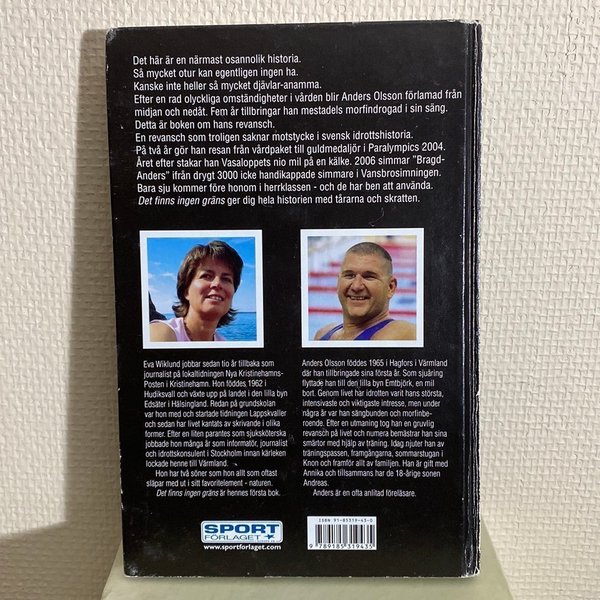 Det här är en närmast osannolik historia.
Så mycket otur kan egentligen ingen ha.
Kanske inte heller så mycket djävlar-anamma.
Efter en rad olyckliga omständigheter i vården blir Anders Olsson förlamad från
midjan och nedåt. Fem år tillbringar han mestadels morfindrogad i sin säng.
Detta är boken om hans revansch.
En revansch som troligen saknar motstycke i svensk idrottshistoria.
På två år gör han resan från vårdpaket till guldmedaljör i Paralympics 2004.
Året efter stakar han Vasaloppets nio mil på en kälke. 2006 simmar "Bragd-
Anders" ifrån drygt 3000 icke handikappade simmare i Vansbrosimningen.
Bara sju kommer före honom i herrklassen - och de har ben att använda.
Det finns ingen gräns ger dig hela historien med tårarna och skratten.
Eva Wiklund jobbar sedan tio år tillbaka som
journalist på lokaltidningen Nya Kristinehamns-
Posten i Kristinehamn. Hon föddes 1962 i
Hudiksvall och växte upp på landet i den lilla byn
Edsäter i Hälsingland. Redan på grundskolan
var hon med och startade tidningen Lappskvaller
och sedan har livet kantats av skrivande i olika
former. Efter en liten parantes som sjuksköterska
jobbade hon många år som informatör, journalist
och idrottskonsulent i Stockholm innan kärleken
lockade henne till Värmland.
Hon har två söner som hon allt som oftast
släpar med ut i sitt favoritelement - naturen.
Det finns ingen gräns är hennes första bok.
Anders Olsson föddes 1965 i Hagfors i Värmland
där han tillbringade sina första år. Som sjuåring
flyttade han till den lilla byn Emtbjörk, en mil
bort. Genom livet har idrotten varit hans största,
intensivaste och viktigaste intresse, men under
några år var han sängbunden och morfinbe-
roende. Efter en utmaning tog han en gruvlig
revansch på livet och numera bemästrar han sina
smärtor med hjälp av träning. Idag njuter han av
träningspassen, framgångarna, sommarstugan i
Knon och framför allt av familjen. Han är gift med
Annika och tillsammans har de 18-årige sonen
Andreas.
Anders är en ofta anlitad föreläsare.
SPORT
FÖRLAGET
www.sportforlaget.com
ISBN 91-85319-43-0
9 789185 319435